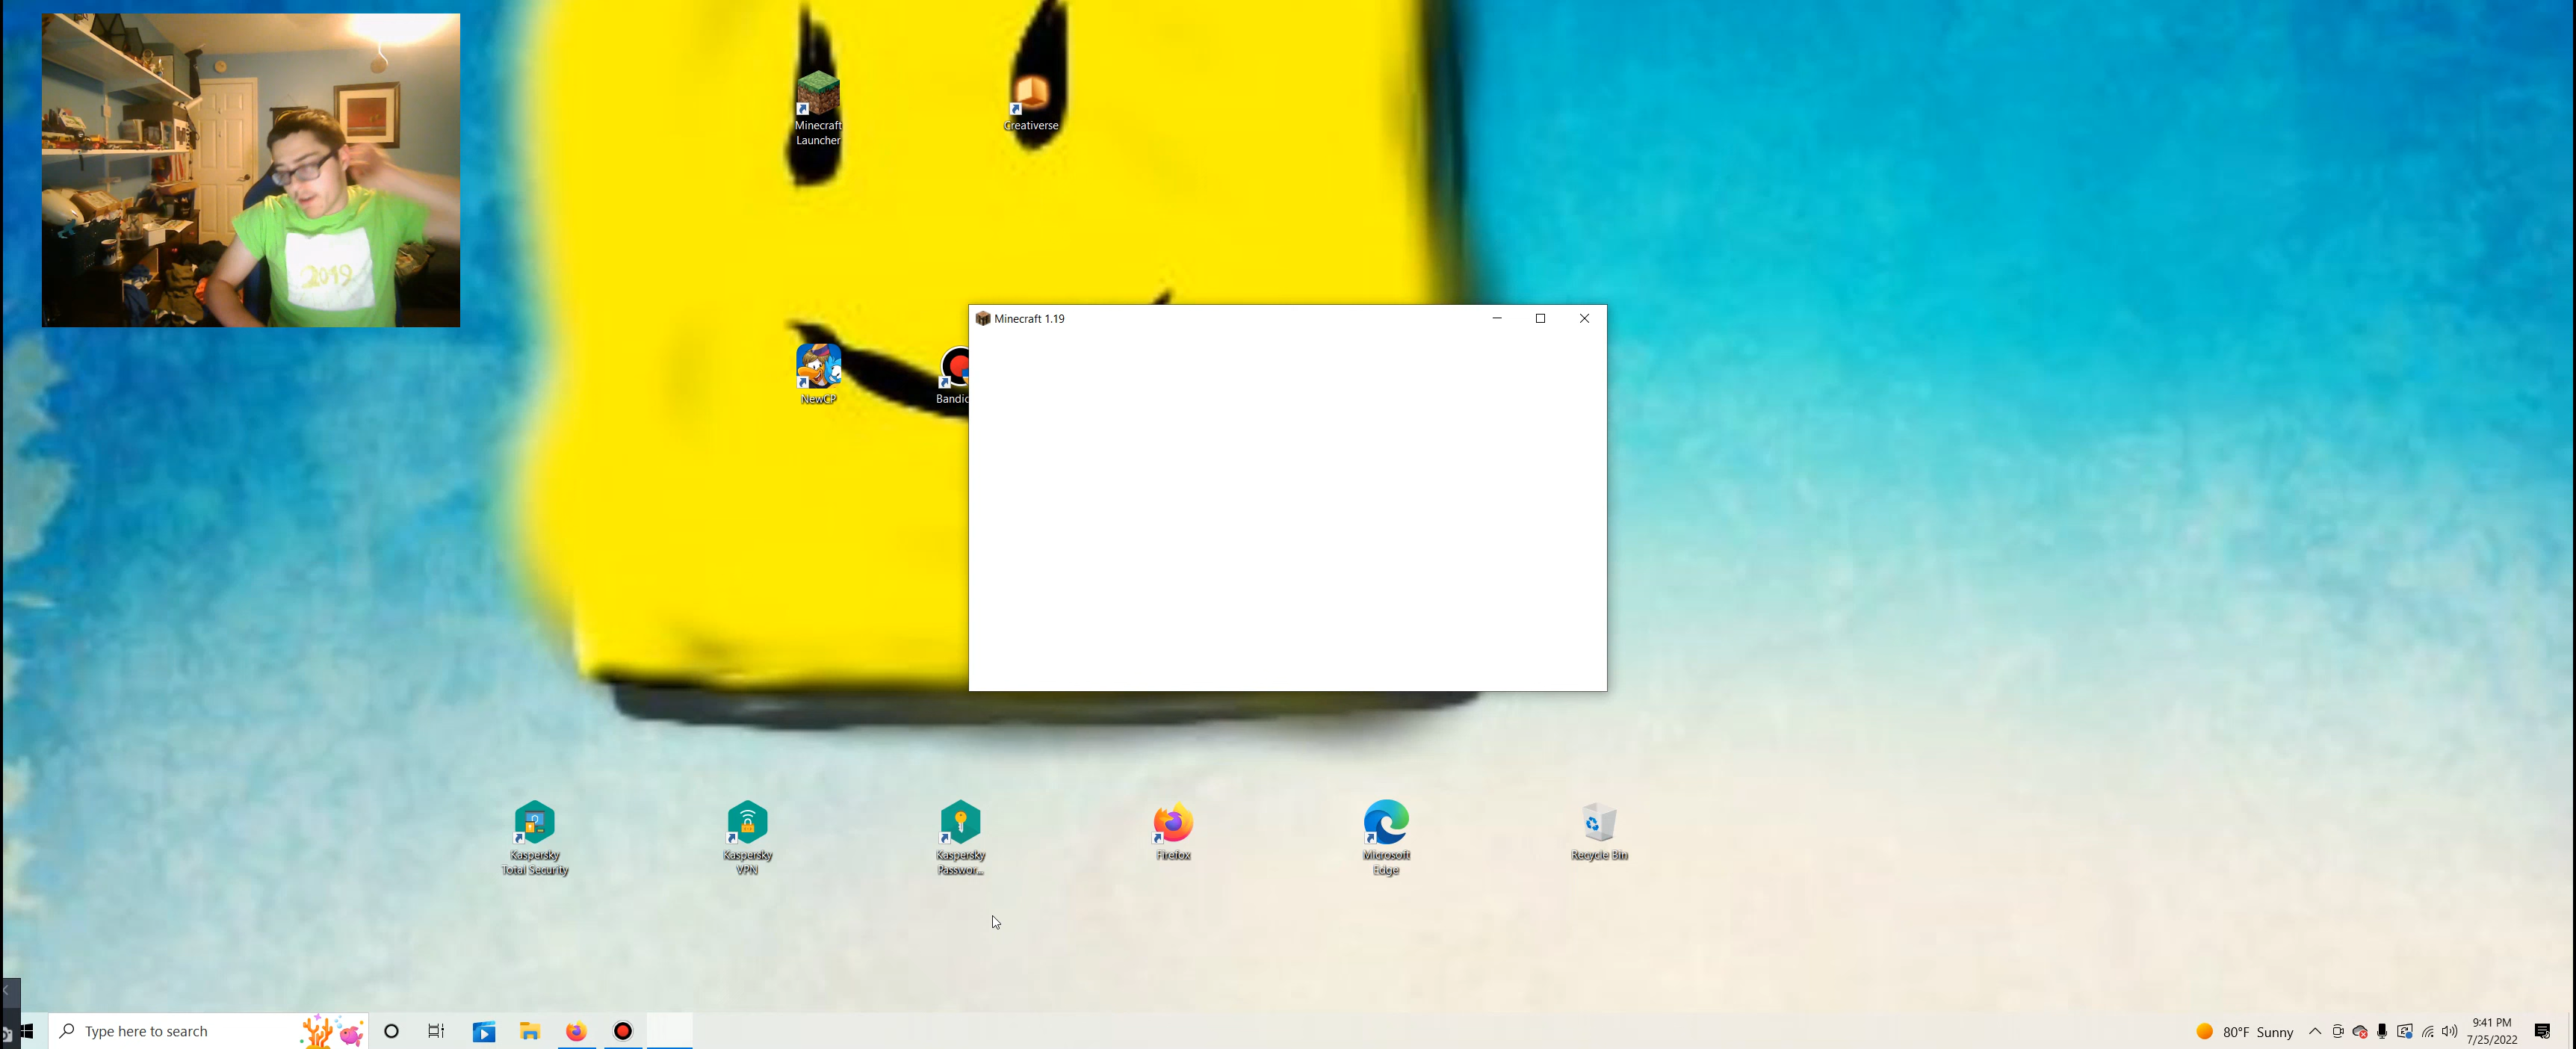 2019
Minecraft
Launcher
Creativerse
Minecraft 1.19
NewCP
Bandic
Kaspersky
Total Security
Kaspersky
VPN
Kaspersky
Passwor...
Firefox
Microsoft
Edge
Recycle Bin
Type here to search
80°F Sunny
9:41 PM
7/25/2022